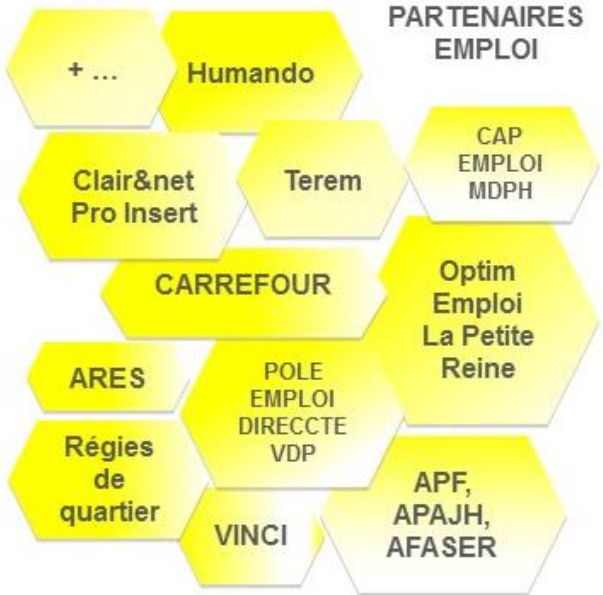 PARTENAIRES
EMPLOI
+ ...
Humando
Clair&net
Pro Insert
Terem
CAP
EMPLOI
MDPH
CARREFOUR
Optim
Emploi
La Petite
Reine
ARES
POLE
EMPLOI
DIRECCTE
VDP
Régies
de
quartier
VINCI
APF,
APAJH,
AFASER